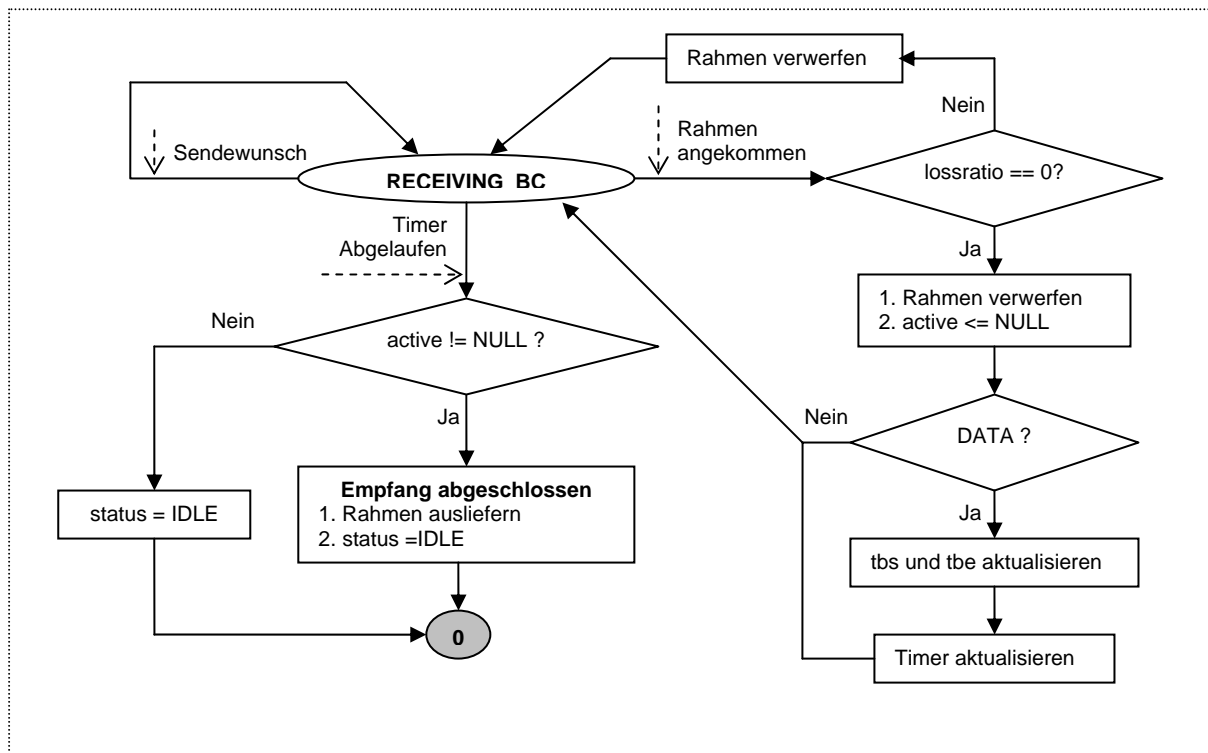 Rahmen verwerfen
Nein
Sendewunsch
Rahmen
angekommen
lossratio == 0?
RECEIVING_BC
Timer
Abgelaufen
Ja
1. Rahmen verwerfen
2. active <= NULL
Nein
active != NULL ?
Ja
Nein
DATA ?
Empfang abgeschlossen
1. Rahmen ausliefern
2. status =IDLE
status = IDLE
Ja
tbs und tbe aktualisieren
0
Timer aktualisieren